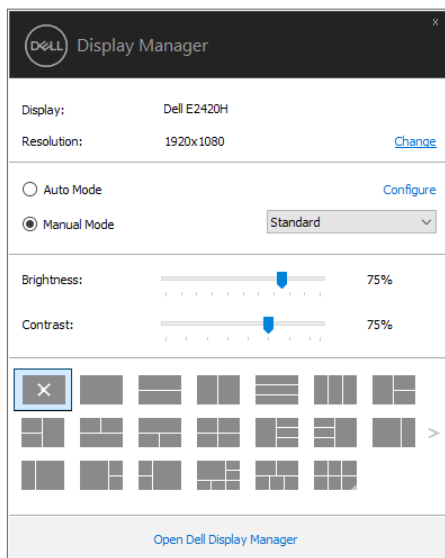 DELL Display Manager
Display: Dell E2420H
Resolution: 1920x1080 Change
Auto Mode Configure
Manual Mode Standard
Brightness: 75%
Contrast: 75%
Open Dell Display Manager